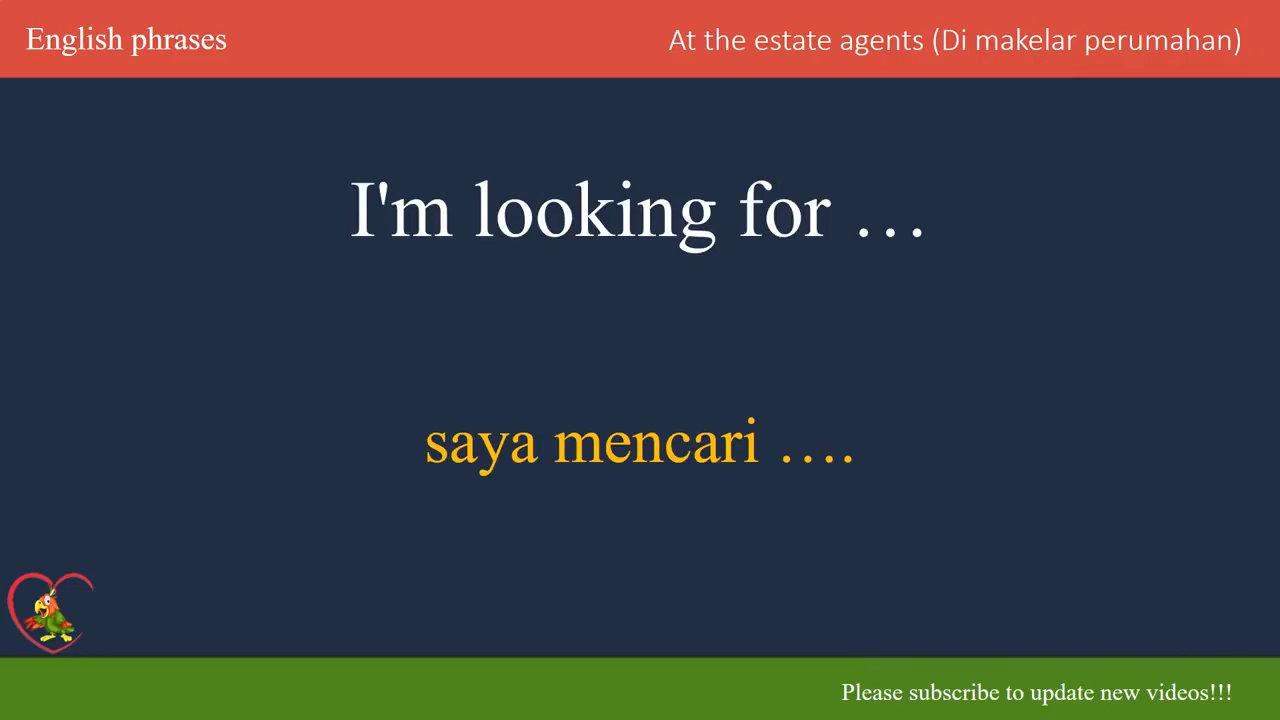 English phrases
At the estate agents (Di makelar perumahan)
I'm looking for …
saya mencari ….
Please subscribe to update new videos!!!